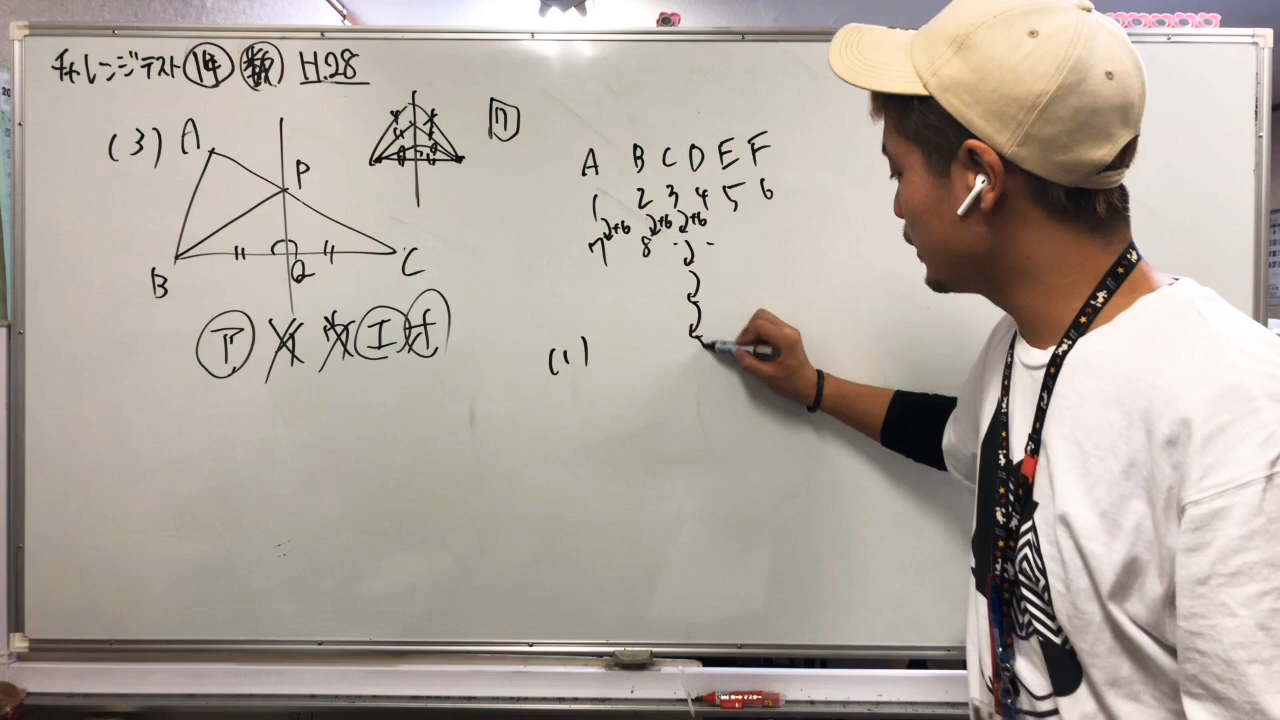 チャレンジテスト 1年 数 H.28
(3)
A
P
B
Q
C
ア イ ウ エ オ
7
A B C D E F
1 2 3 4 5 6
+6 +6 +6
7 8
(1)